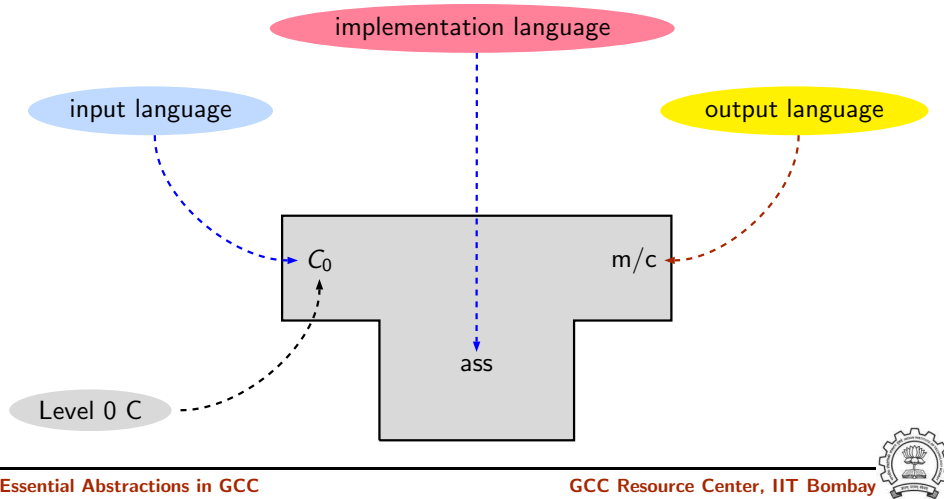 implementation language
input language
output language
C₀
m/c
ass
Level 0 C
Essential Abstractions in GCC
GCC Resource Center, IIT Bombay